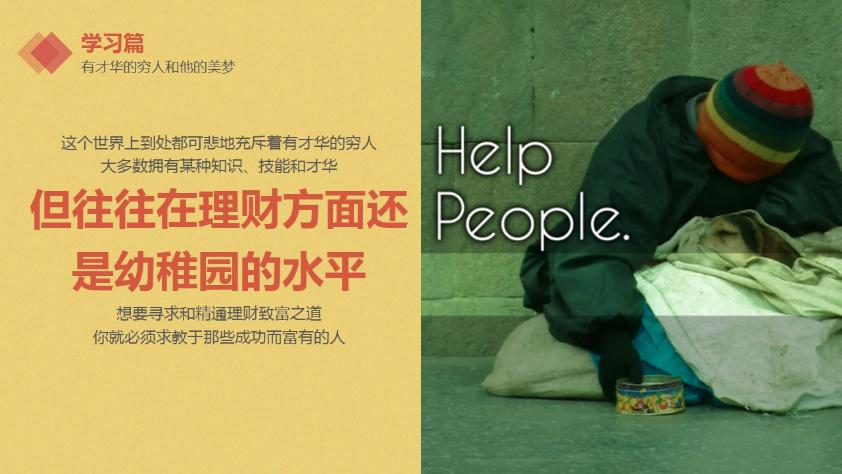 学习篇
有才华的穷人和他的美梦
这个世界上到处都可悲地充斥着有才华的穷人
大多数拥有某种知识、技能和才华
但往往在理财方面还
是幼稚园的水平
想要寻求和精通理财致富之道
你就必须求教于那些成功而富有的人
Help
People.